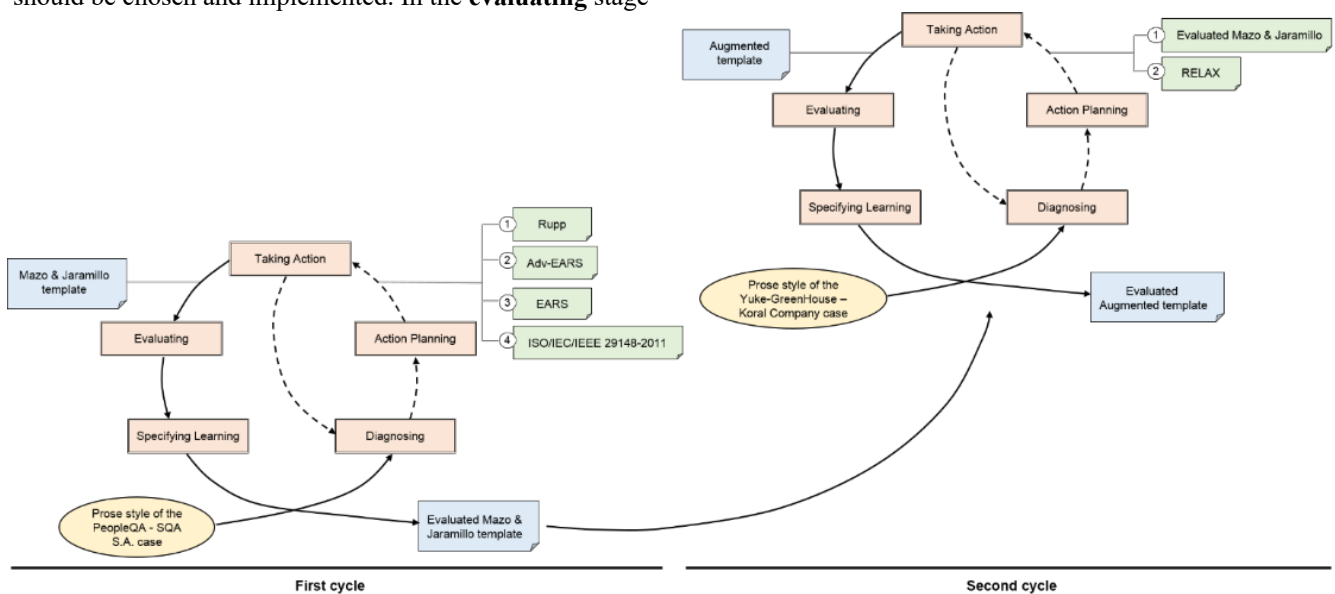 should be chosen and implemented. In the evaluating stage
Taking Action
Augmented
template
1
Evaluated Mazo & Jaramillo
2
RELAX
Evaluating
Action Planning
Specifying Learning
Diagnosing
Prose style of the
Yuke-GreenHouse –
Koral Company case
Evaluated
Augmented template
Mazo & Jaramillo
template
Taking Action
1
Rupp
2
Adv-EARS
3
EARS
4
ISO/IEC/IEEE 29148-2011
Evaluating
Action Planning
Specifying Learning
Diagnosing
Prose style of the
PeopleQA - SQA
S.A. case
Evaluated Mazo &
Jaramillo template
First cycle
Second cycle